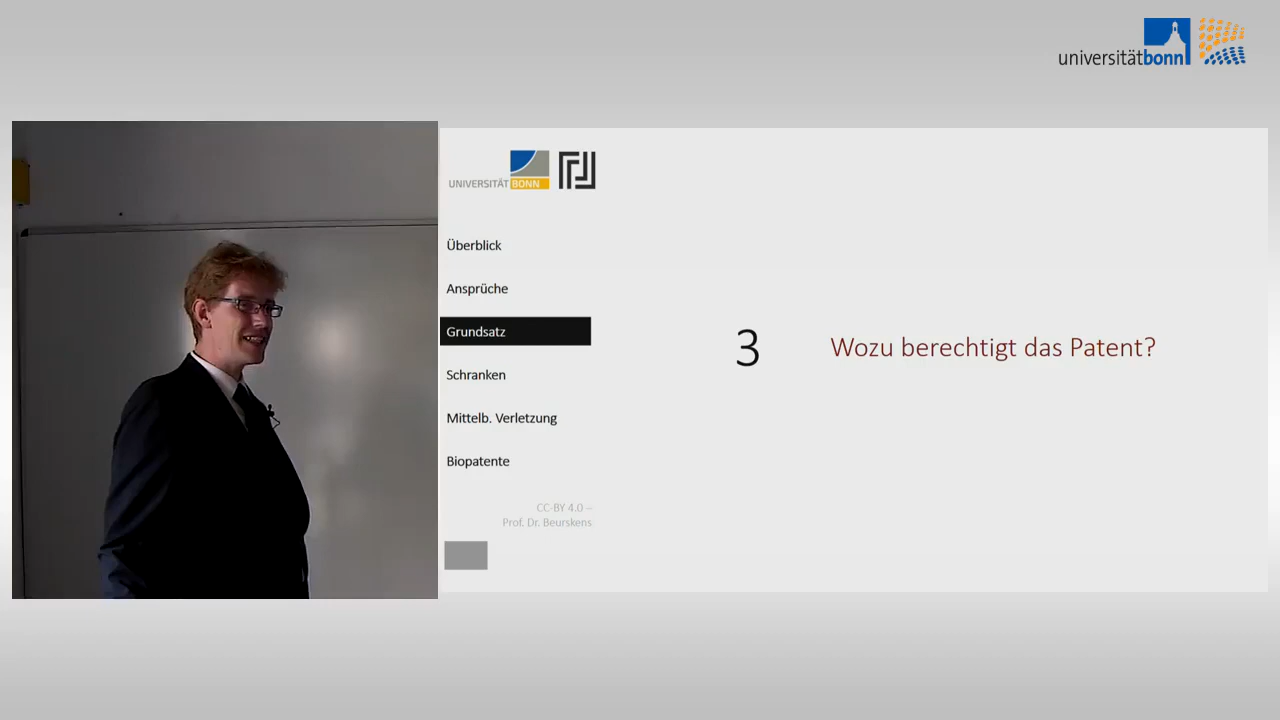 universitätbonn
UNIVERSITÄT BONN
Überblick
Ansprüche
Grundsatz
Schranken
Mittelb. Verletzung
Biopatente
CC-BY 4.0 –
Prof. Dr. Beurskens
3 Wozu berechtigt das Patent?